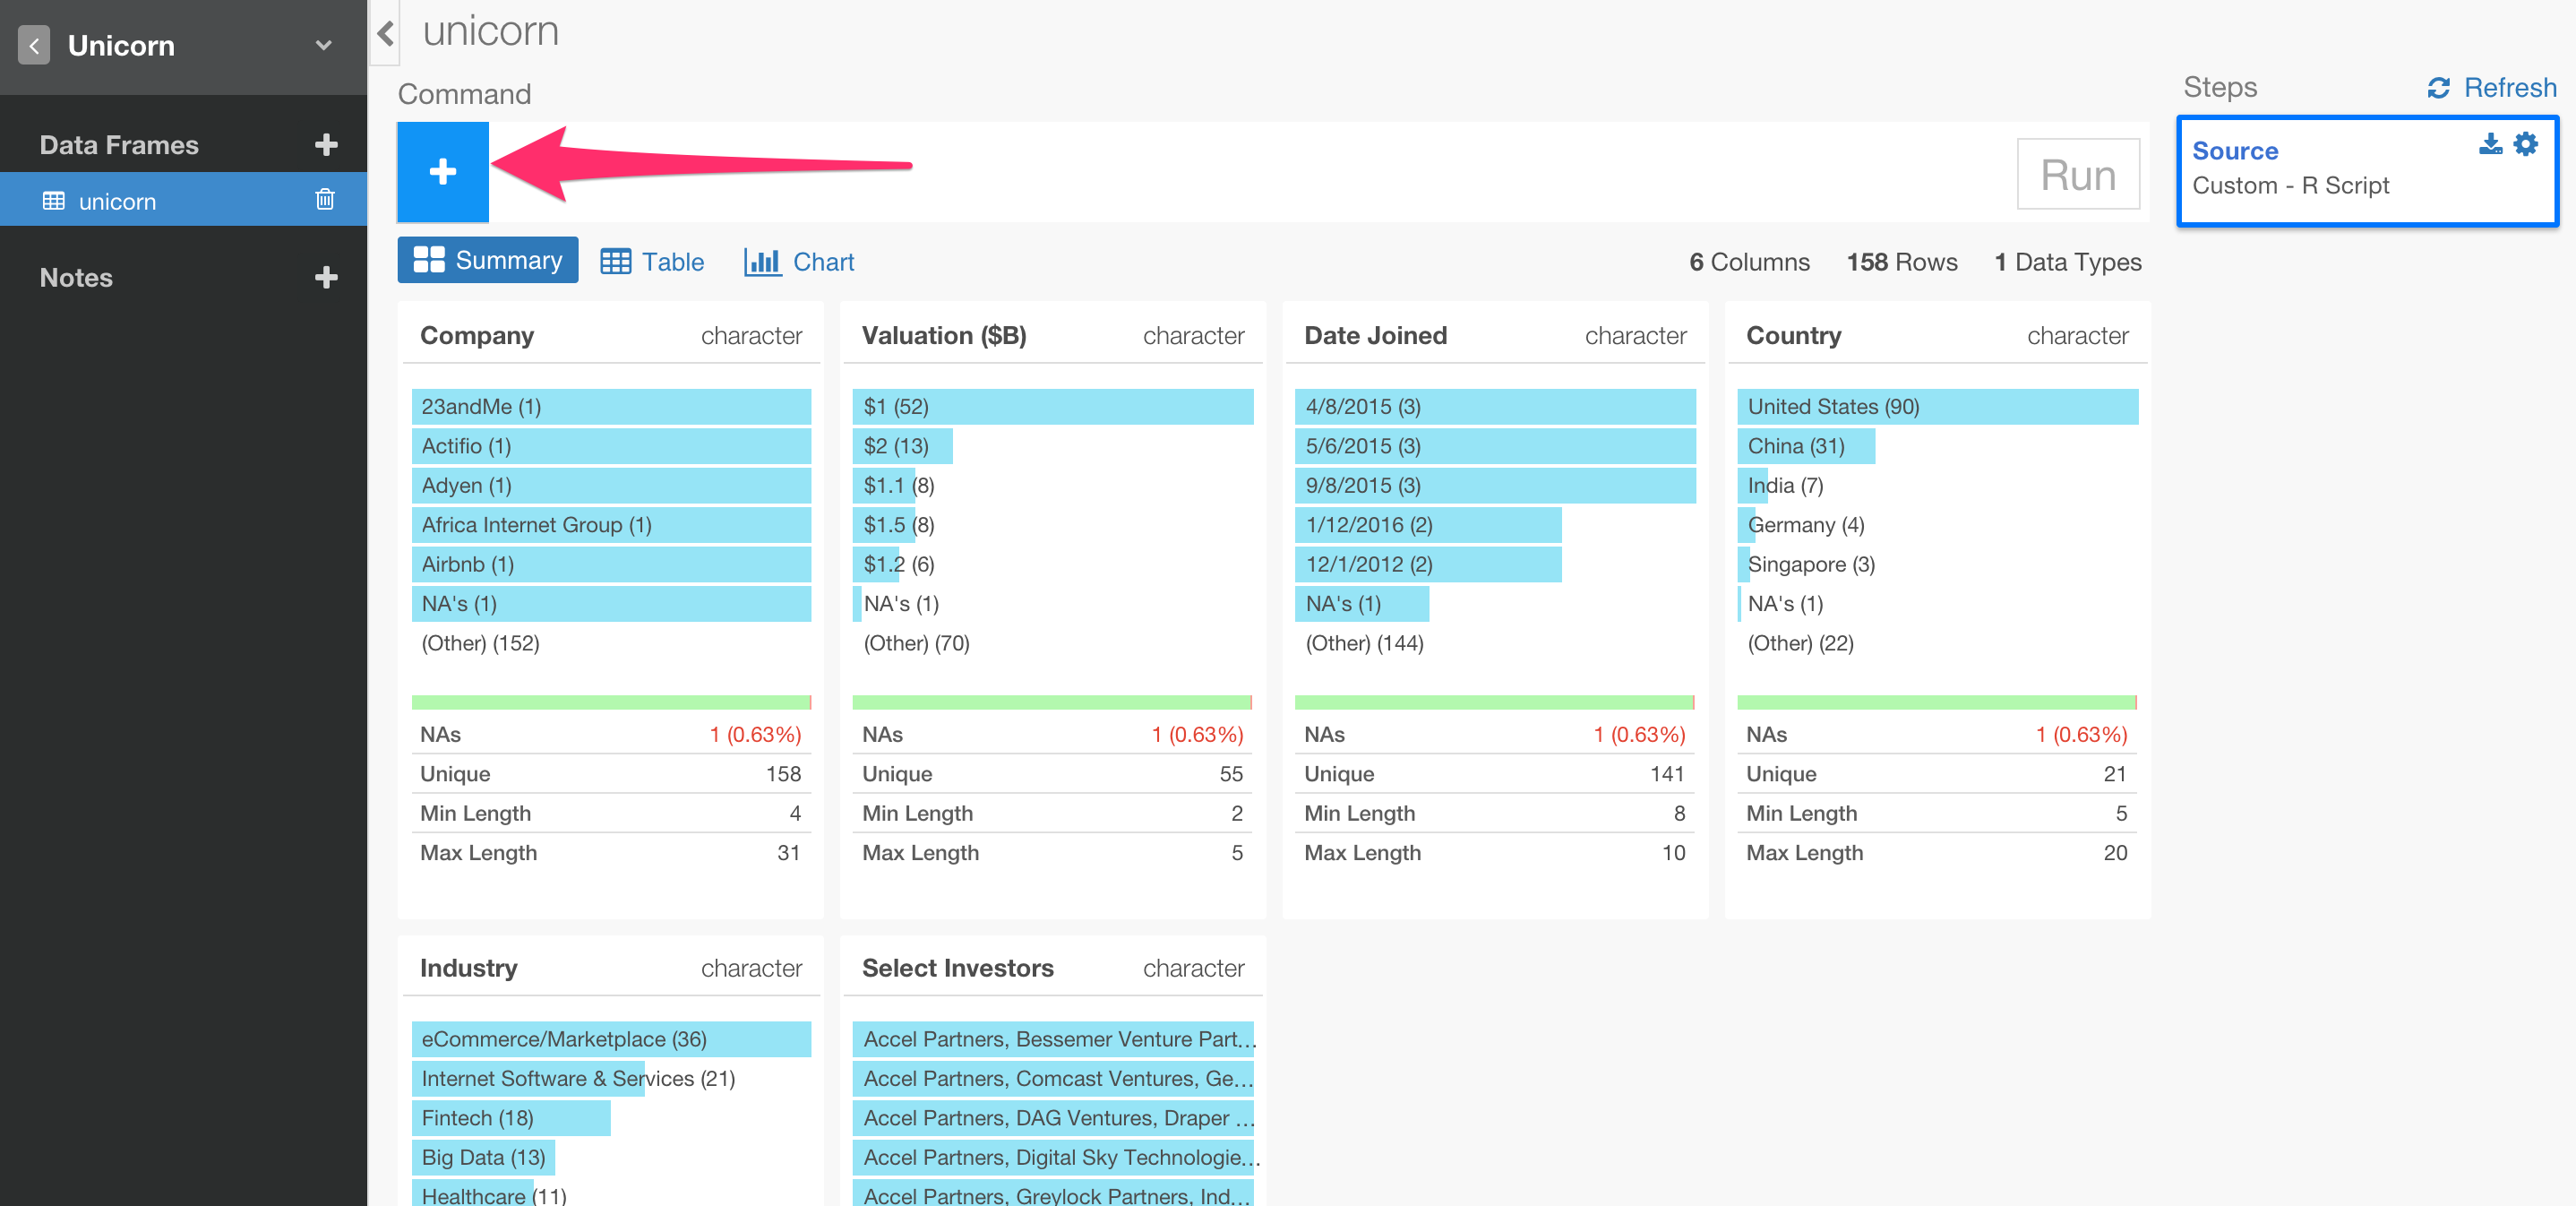 Unicorn
Data Frames
unicorn
Notes
unicorn
Command
Run
Steps
Refresh
Source
Custom - R Script
Summary
Table
Chart
6 Columns
158 Rows
1 Data Types
Company character
23andMe (1)
Actifio (1)
Adyen (1)
Africa Internet Group (1)
Airbnb (1)
NA's (1)
(Other) (152)
NAs 1 (0.63%)
Unique 158
Min Length 4
Max Length 31
Valuation ($B) character
$1 (52)
$2 (13)
$1.1 (8)
$1.5 (8)
$1.2 (6)
NA's (1)
(Other) (70)
NAs 1 (0.63%)
Unique 55
Min Length 2
Max Length 5
Date Joined character
4/8/2015 (3)
5/6/2015 (3)
9/8/2015 (3)
1/12/2016 (2)
12/1/2012 (2)
NA's (1)
(Other) (144)
NAs 1 (0.63%)
Unique 141
Min Length 8
Max Length 10
Country character
United States (90)
China (31)
India (7)
Germany (4)
Singapore (3)
NA's (1)
(Other) (22)
NAs 1 (0.63%)
Unique 21
Min Length 5
Max Length 20
Industry character
eCommerce/Marketplace (36)
Internet Software & Services (21)
Fintech (18)
Big Data (13)
Healthcare (11)
Select Investors character
Accel Partners, Bessemer Venture Part...
Accel Partners, Comcast Ventures, Ge...
Accel Partners, DAG Ventures, Draper ...
Accel Partners, Digital Sky Technologie...
Accel Partners, Greylock Partners, Ind...